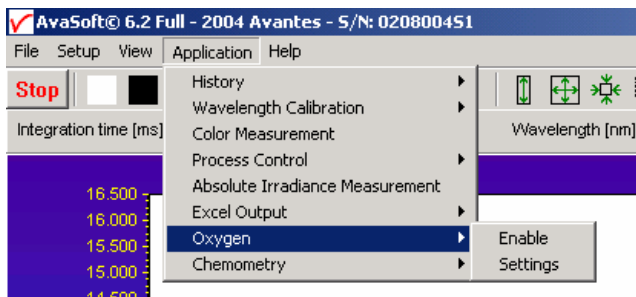 AvaSoft© 6.2 Full - 2004 Avantes - S/N: 0208004S1
File Setup View Application Help
Stop
History
Wavelength Calibration
Integration time [ms]
Color Measurement
Wavelength [nm]
Process Control
Absolute Irradiance Measurement
16.500
Excel Output
16.000
Oxygen
Enable
15.500
Chemometry
Settings
15.000
14.500